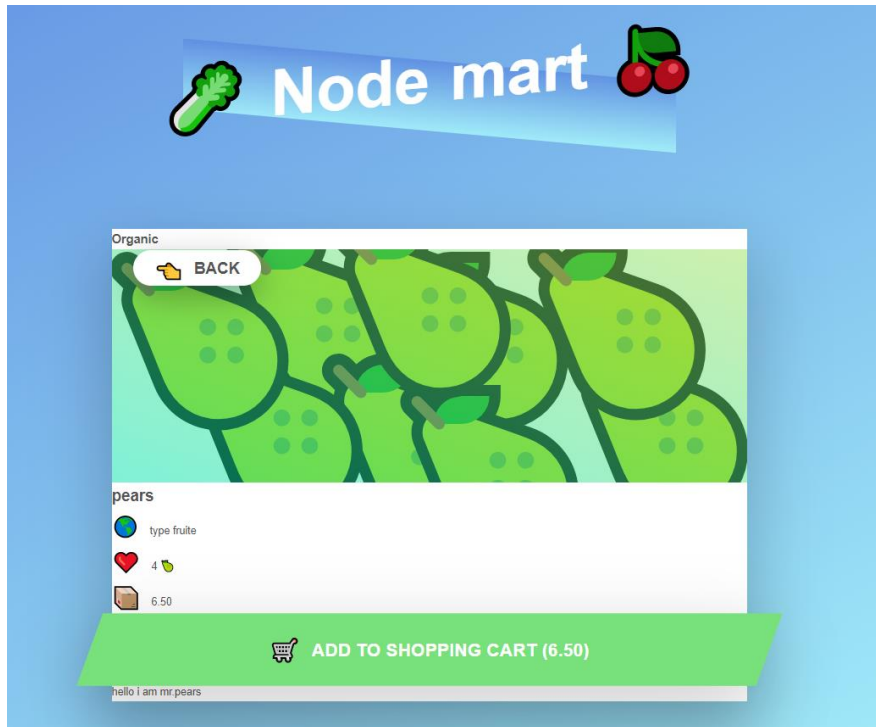 Node mart
Organic
BACK
pears
type fruite
4
6.50
ADD TO SHOPPING CART (6.50)
hello i am mr.pears